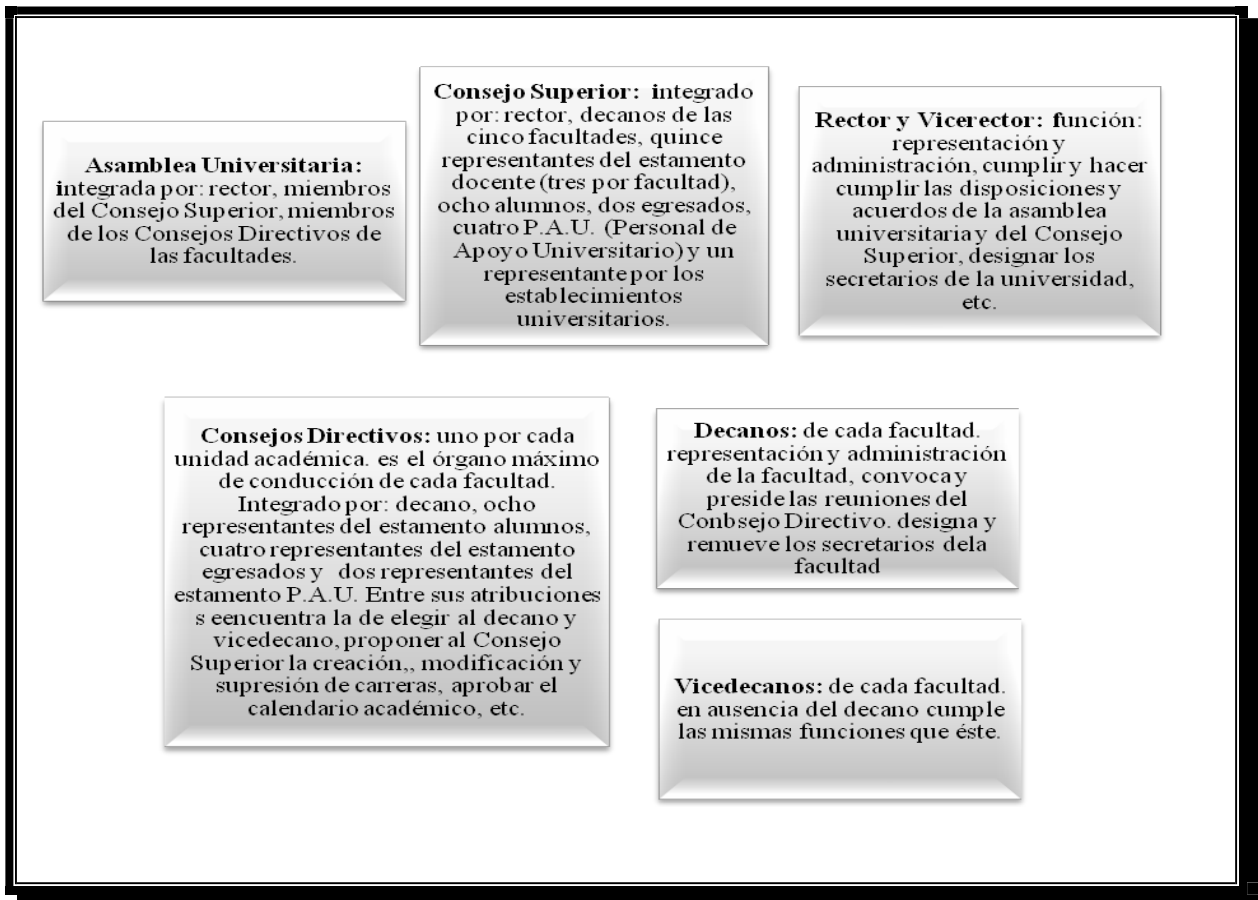 Asamblea Universitaria:
integrada por: rector, miembros
del Consejo Superior, miembros
de los Consejos Directivos de
las facultades.
Consejo Superior: integrado
por: rector, decanos de las
cinco facultades, quince
representantes del estamento
docente (tres por facultad),
ocho alumnos, dos egresados,
cuatro P.A.U. (Personal de
Apoyo Universitario) y un
representante por los
establecimientos
universitarios.
Rector y Vicerector: función:
representación y
administración, cumplir y hacer
cumplir las disposiciones y
acuerdos de la asamblea
universitaria y del Consejo
Superior, designar los
secretarios de la universidad,
etc.
Consejos Directivos: uno por cada
unidad académica. es el órgano máximo
de conducción de cada facultad.
Integrado por: decano, ocho
representantes del estamento alumnos,
cuatro representantes del estamento
egresados y dos representantes del
estamento P.A.U. Entre sus atribuciones
s eencuentra la de elegir al decano y
vicedecano, proponer al Consejo
Superior la creación,, modificación y
supresión de carreras, aprobar el
calendario académico, etc.
Decanos: de cada facultad.
representación y administración
de la facultad, convoca y
preside las reuniones del
Conbsejo Directivo. designa y
remueve los secretarios dela
facultad
Vicedecanos: de cada facultad.
en ausencia del decano cumple
las mismas funciones que éste.